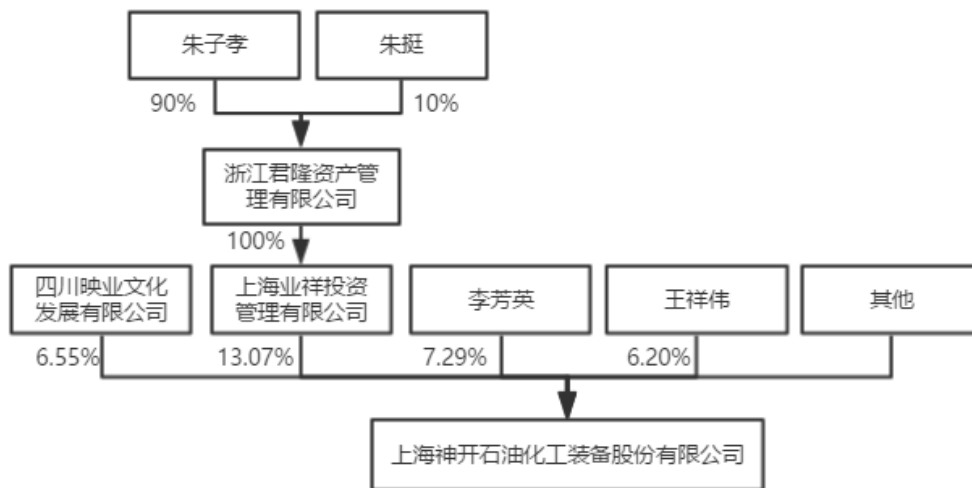 朱子孝
朱挺
90%
10%
浙江君隆资产管
理有限公司
100%
四川映业文化
发展有限公司
上海业祥投资
管理有限公司
李芳英
王祥伟
其他
6.55%
13.07%
7.29%
6.20%
上海神开石油化工装备股份有限公司